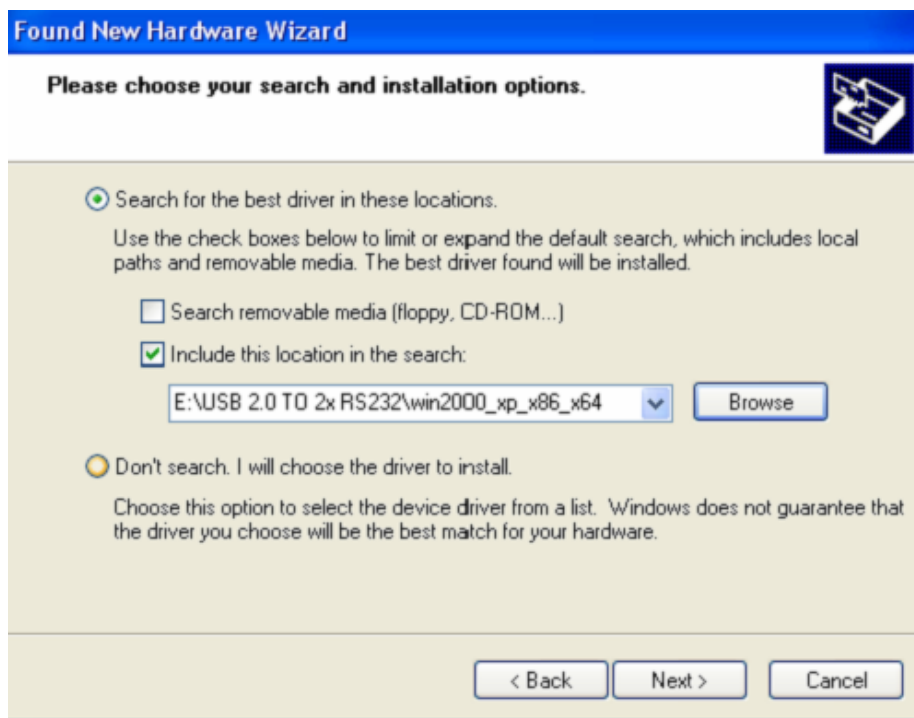 Found New Hardware Wizard
Please choose your search and installation options.
Search for the best driver in these locations.
Use the check boxes below to limit or expand the default search, which includes local
paths and removable media. The best driver found will be installed.
Search removable media (floppy, CD-ROM...)
Include this location in the search:
E:\USB 2.0 TO 2x RS232\win2000_xp_x86_x64
Browse
Don't search. I will choose the driver to install.
Choose this option to select the device driver from a list. Windows does not guarantee that
the driver you choose will be the best match for your hardware.
< Back
Next >
Cancel